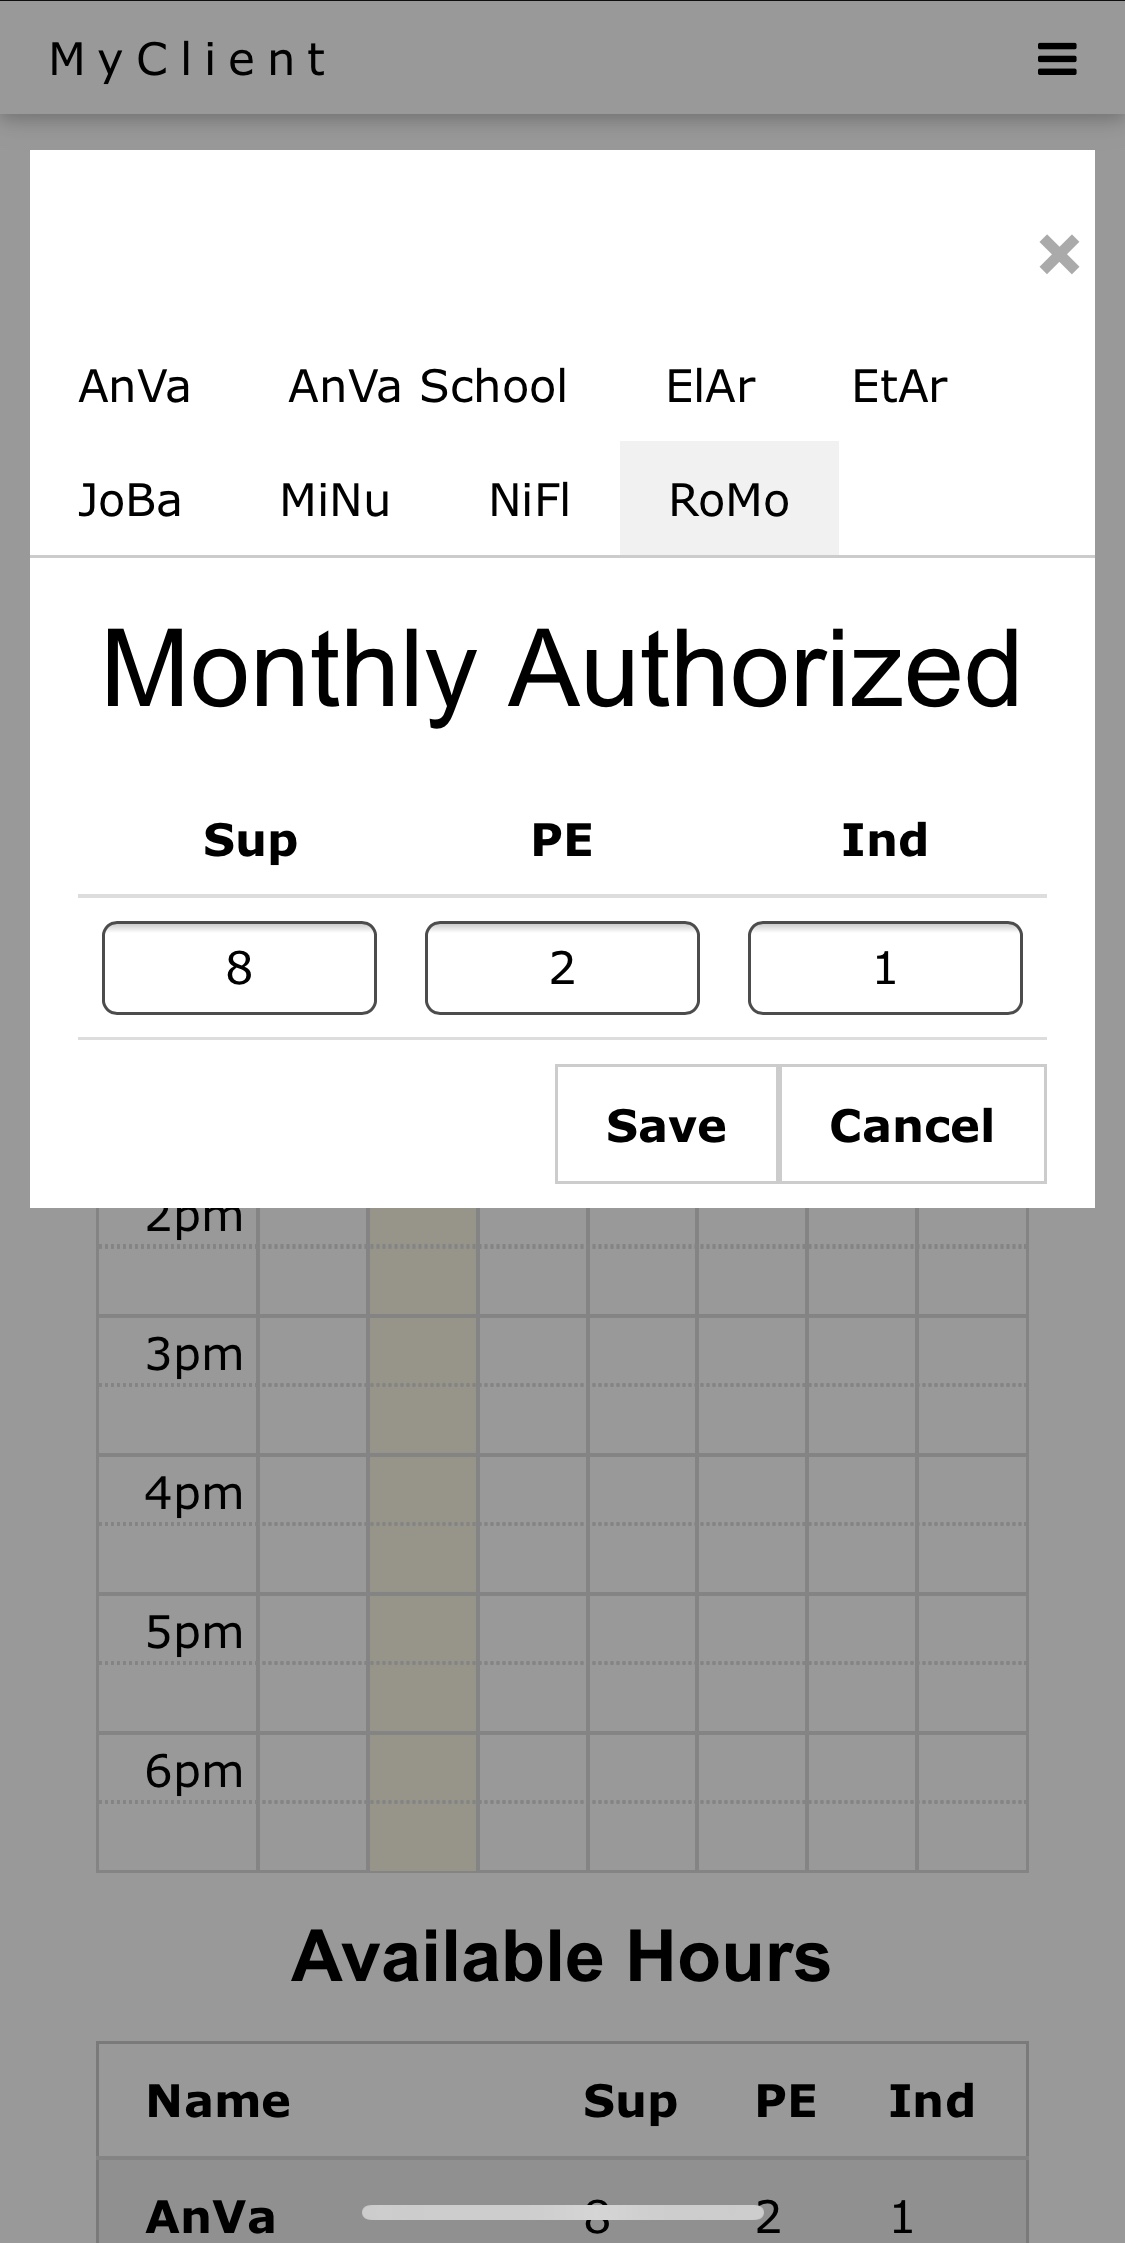 MyClient
AnVa AnVa School ElAr EtAr
JoBa MiNu NiFl RoMo
Monthly Authorized
Sup PE Ind
8 2 1
Save Cancel
2pm
3pm
4pm
5pm
6pm
Available Hours
Name Sup PE Ind
AnVa 8 2 1